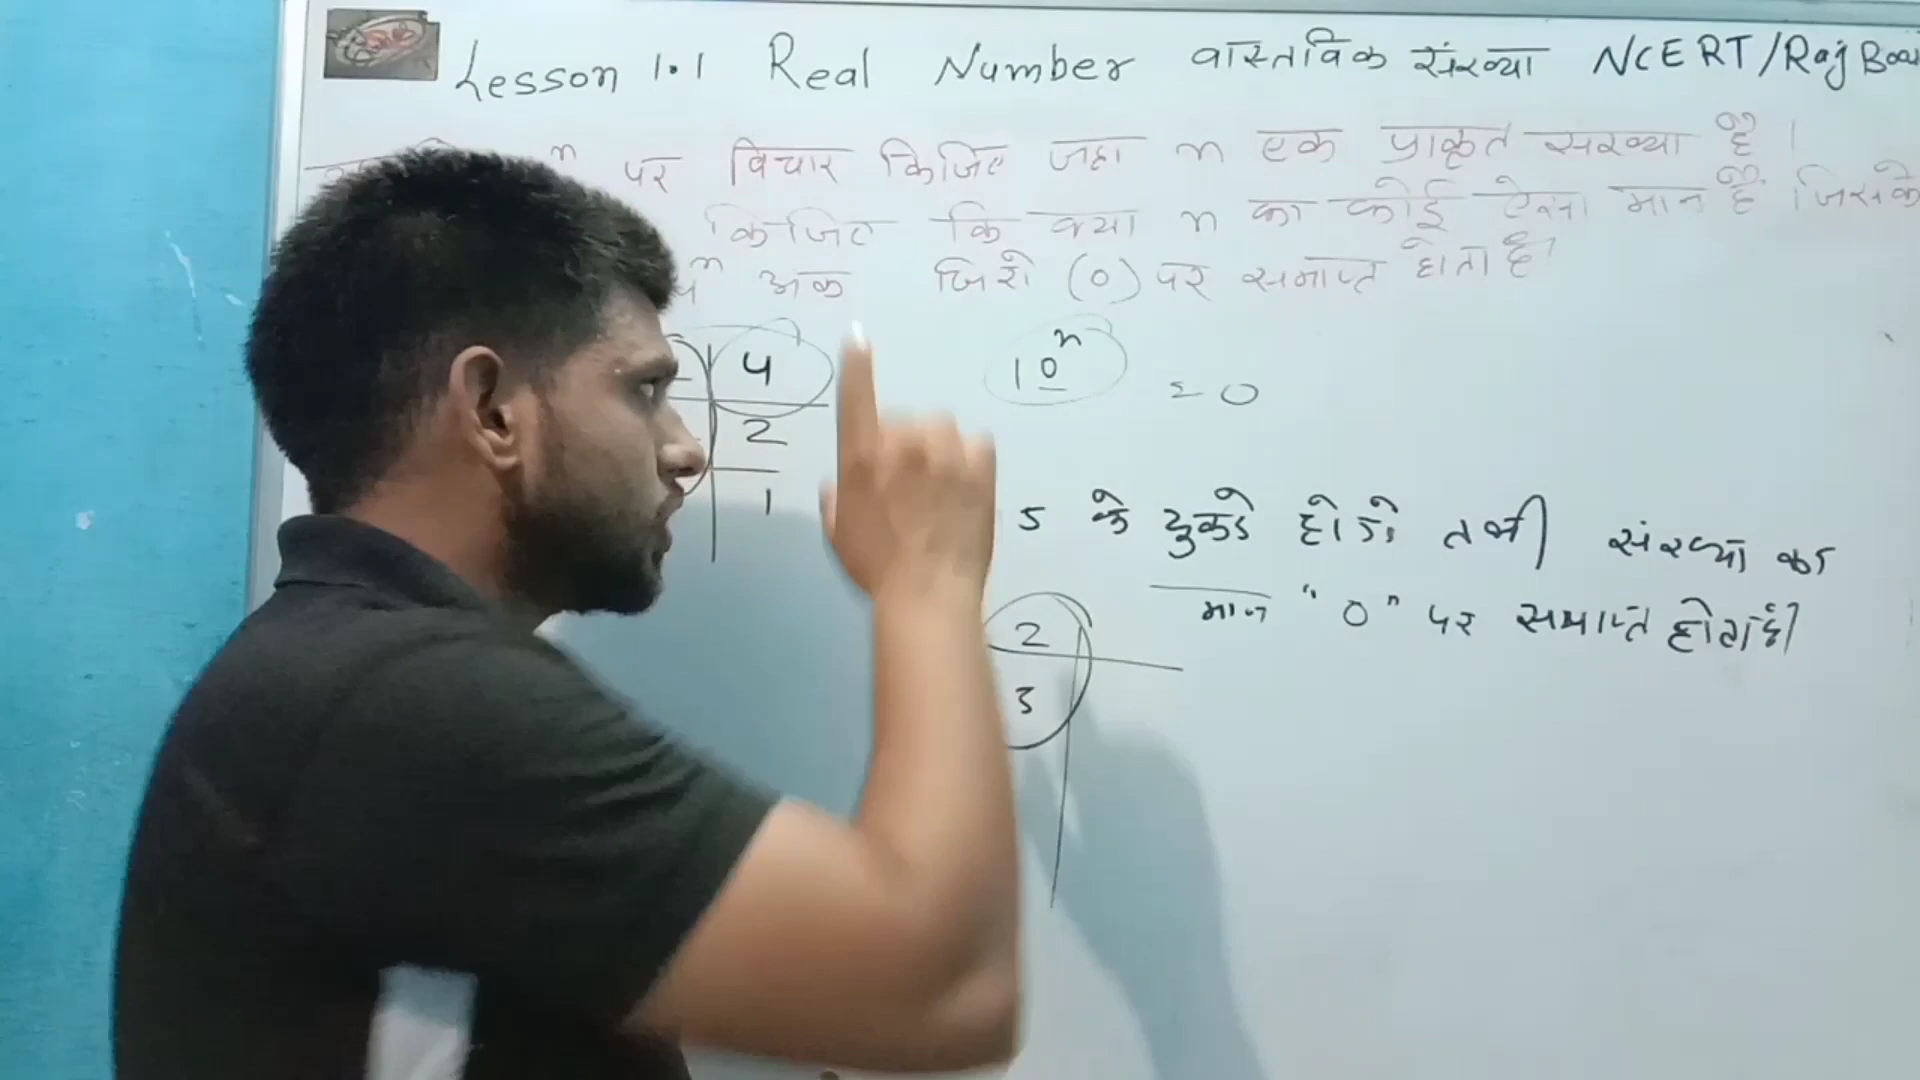 Lesson 1.1 Real Number वास्तविक संख्या NCERT/Raj Boa
n पर विचार किजिए जहा n एक प्राकृत सख्या है।
किजिए कि क्या n का कोई ऐसा मान है जिसके
n अंक (0) पर समाप्त होता है।
4
2
1
10ⁿ = 0
5 के टुकडे होगे तभी संख्या का
मान "0" पर समाप्त होता है।
2
3